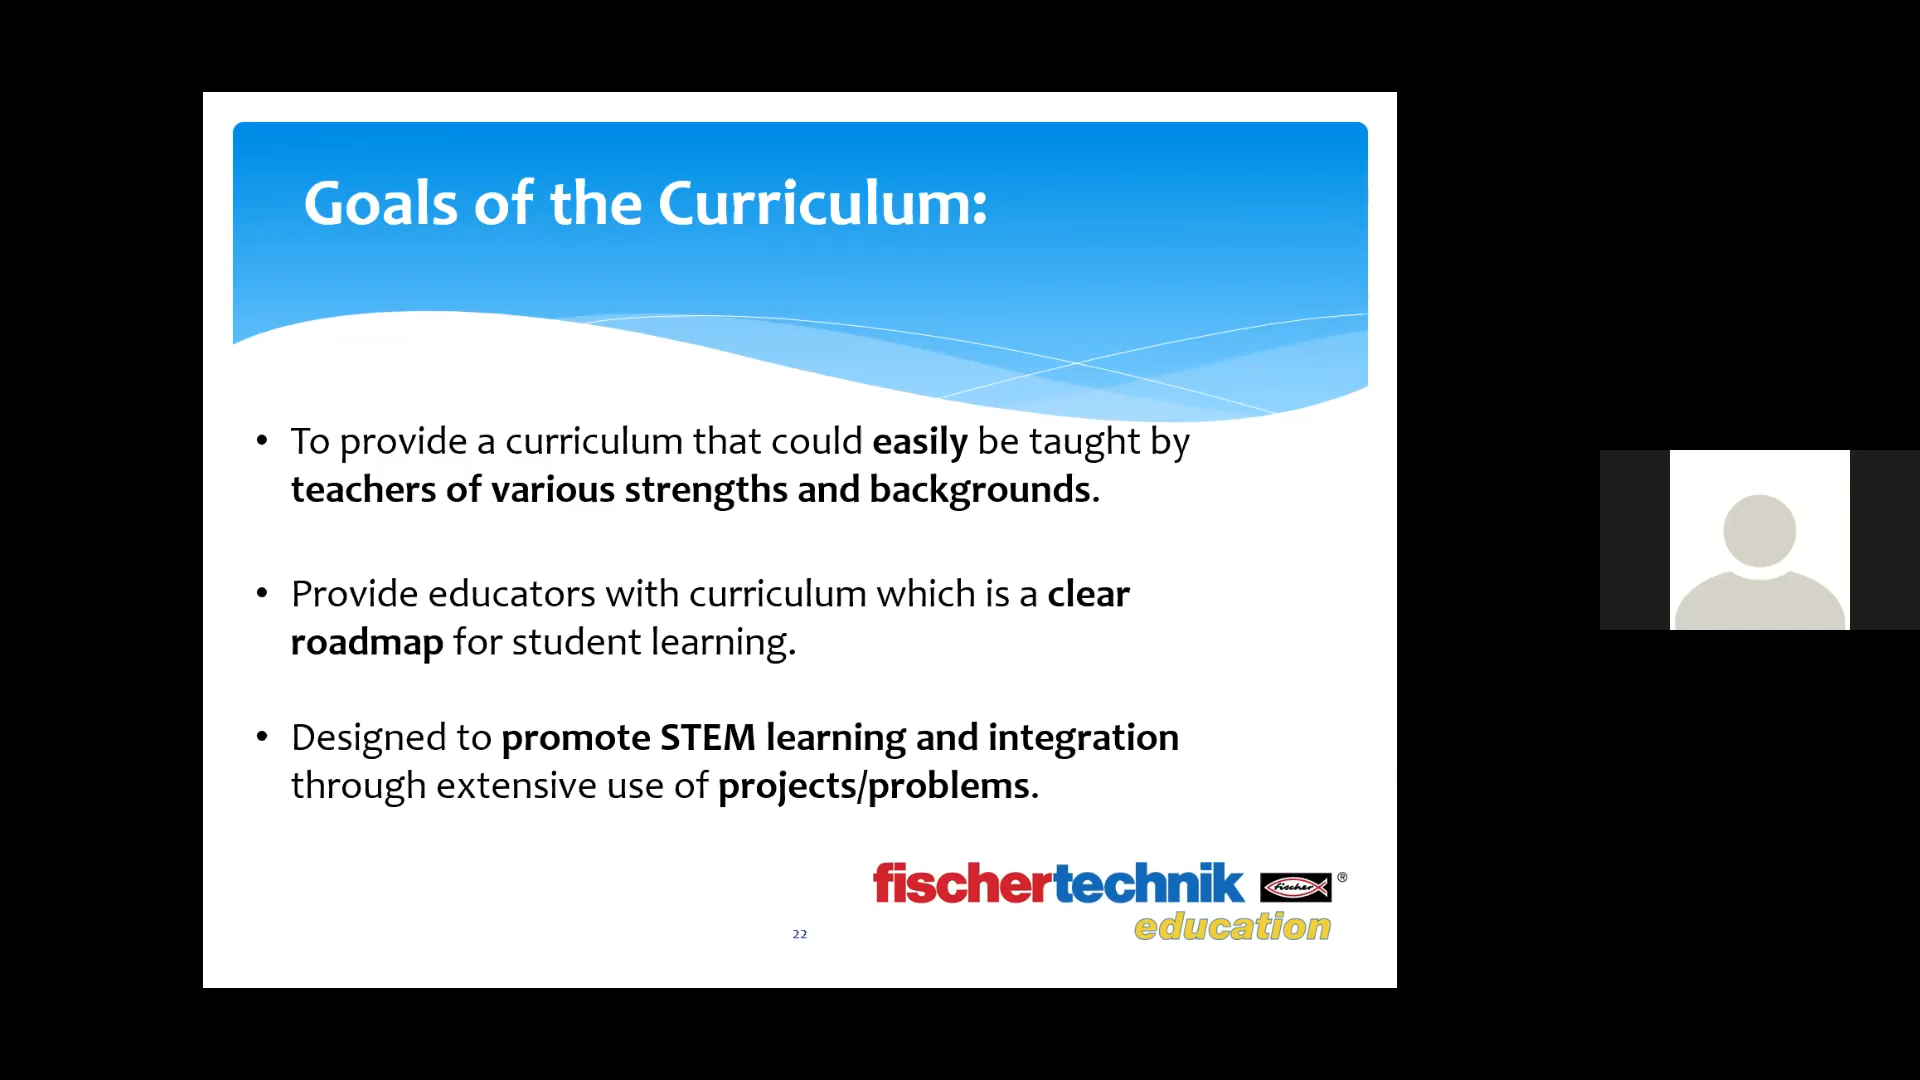 Goals of the Curriculum:
• To provide a curriculum that could easily be taught by
teachers of various strengths and backgrounds.
• Provide educators with curriculum which is a clear
roadmap for student learning.
• Designed to promote STEM learning and integration
through extensive use of projects/problems.
fischertechnik fischer ®
education
22